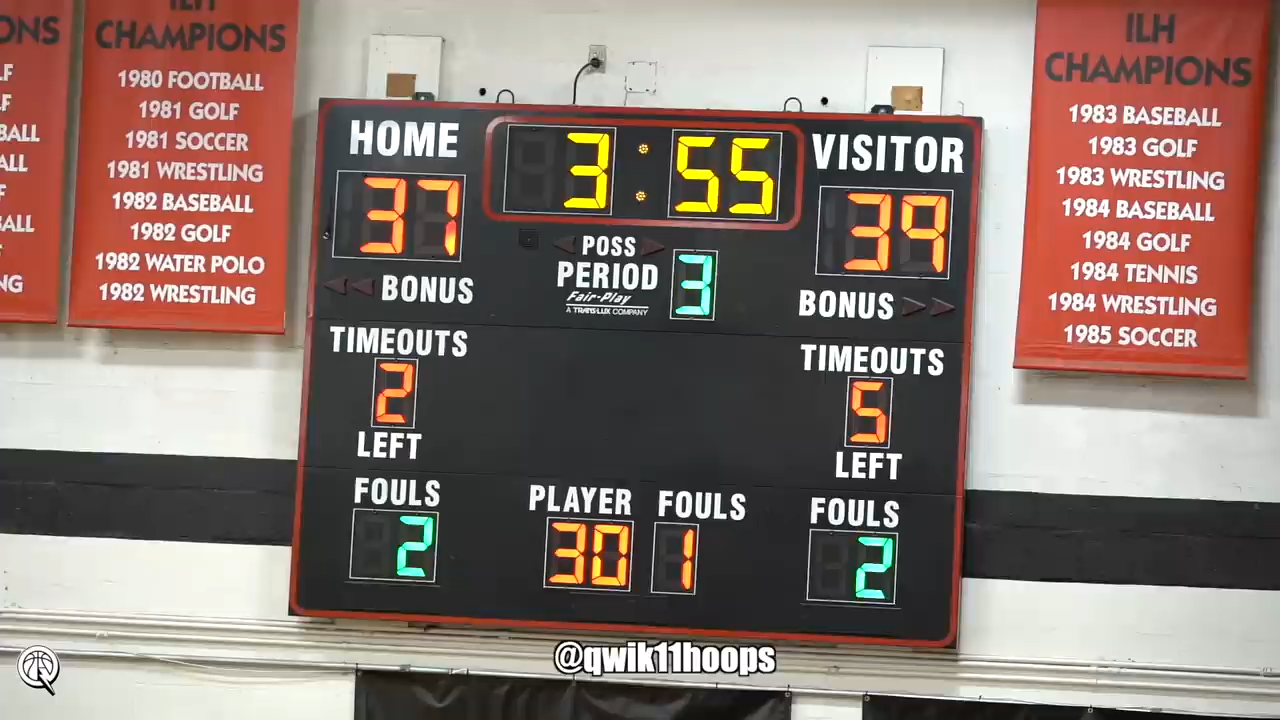 ONS
ILH
CHAMPIONS
1980 FOOTBALL
1981 GOLF
1981 SOCCER
1981 WRESTLING
1982 BASEBALL
1982 GOLF
1982 WATER POLO
1982 WRESTLING
HOME
3:55
VISITOR
37
39
POSS
PERIOD
3
Fair-Play
A TRANS-LUX COMPANY
BONUS
BONUS
TIMEOUTS
2
LEFT
TIMEOUTS
5
LEFT
FOULS
2
PLAYER FOULS
30 1
FOULS
2
ILH
CHAMPIONS
1983 BASEBALL
1983 GOLF
1983 WRESTLING
1984 BASEBALL
1984 GOLF
1984 TENNIS
1984 WRESTLING
1985 SOCCER
@qwik11hoops